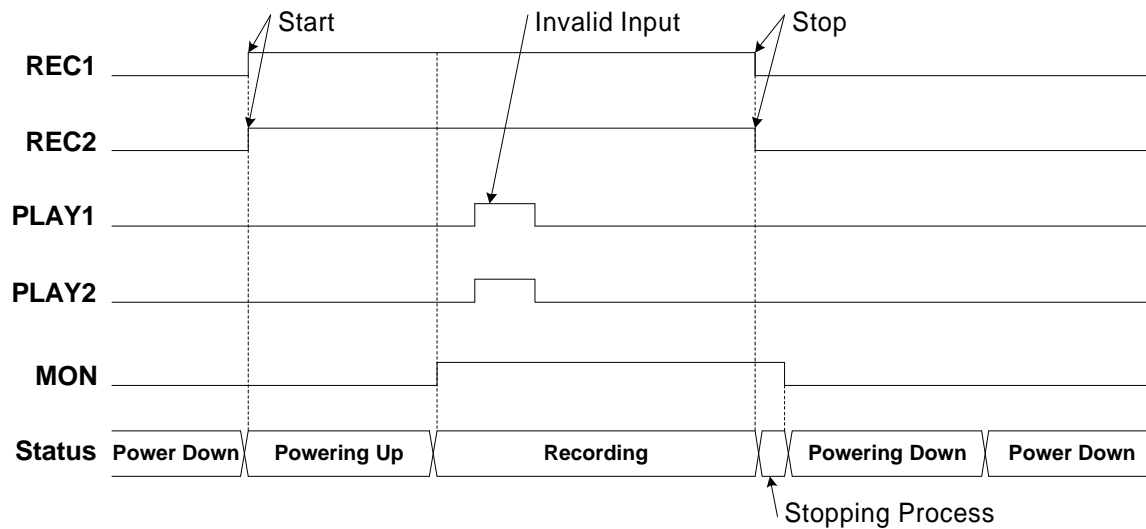 Start
Invalid Input
Stop
REC1
REC2
PLAY1
PLAY2
MON
Status
Power Down
Powering Up
Recording
Powering Down
Power Down
Stopping Process